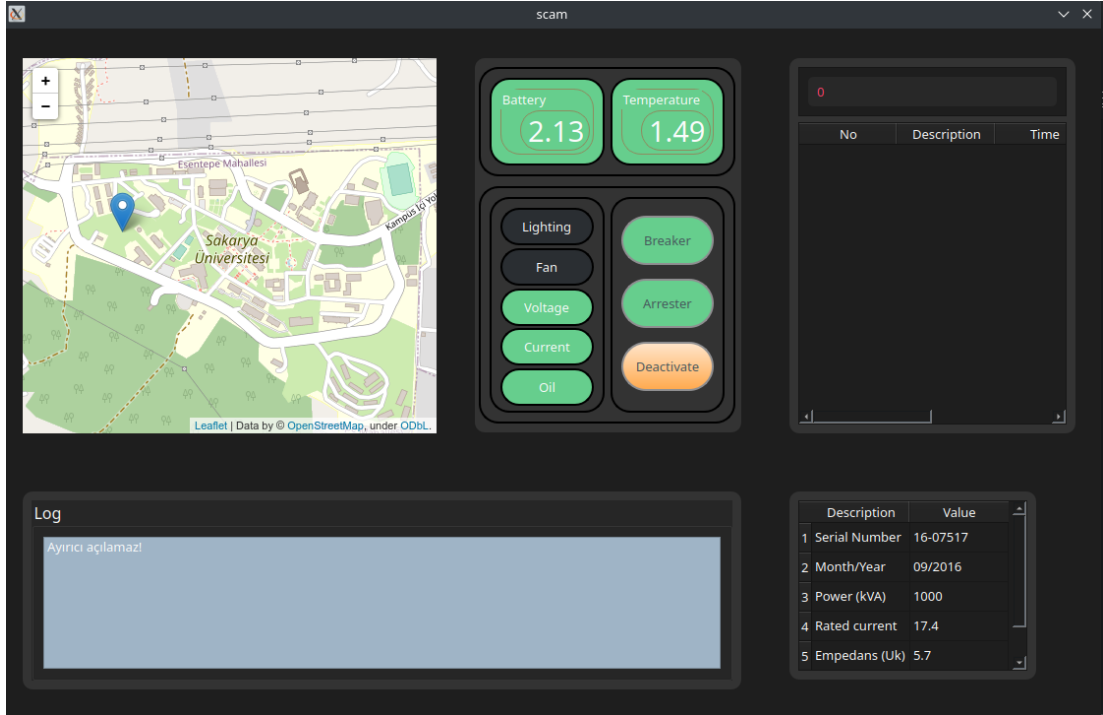 scam
+
−
Esentepe Mahallesi
Kampüs İçi Yol
Sakarya
Üniversitesi
Leaflet | Data by © OpenStreetMap, under ODbL.
Battery
2.13
Temperature
1.49
Lighting
Fan
Voltage
Current
Oil
Breaker
Arrester
Deactivate
0
No Description Time
Log
Ayırıcı açılamaz!
Description Value
1 Serial Number 16-07517
2 Month/Year 09/2016
3 Power (kVA) 1000
4 Rated current 17.4
5 Empedans (Uk) 5.7